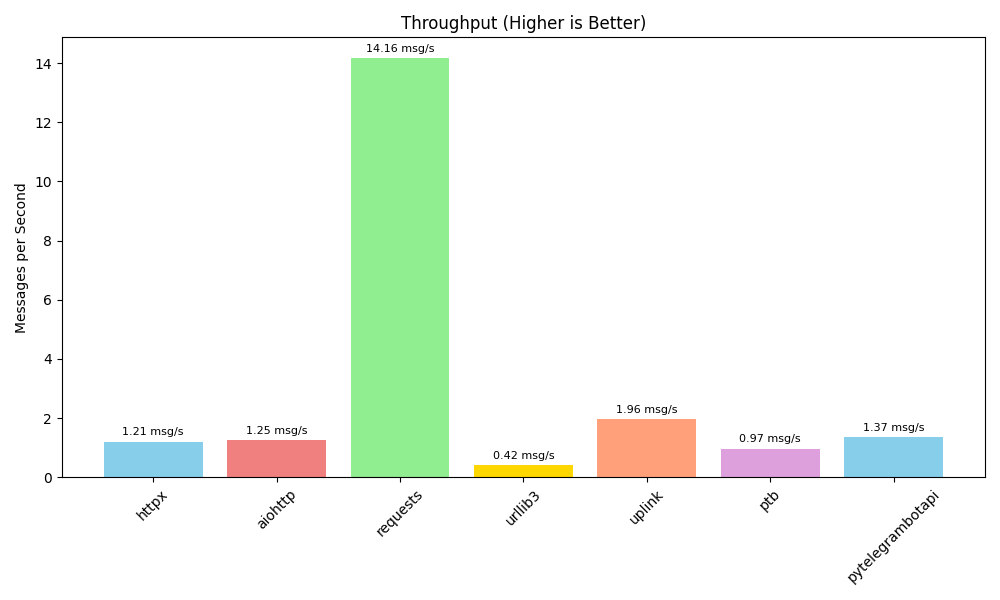 Throughput (Higher is Better)
Messages per Second
14
12
10
8
6
4
2
0
1.21 msg/s
1.25 msg/s
14.16 msg/s
0.42 msg/s
1.96 msg/s
0.97 msg/s
1.37 msg/s
httpx
aiohttp
requests
urllib3
uplink
ptb
pytelegrambotapi